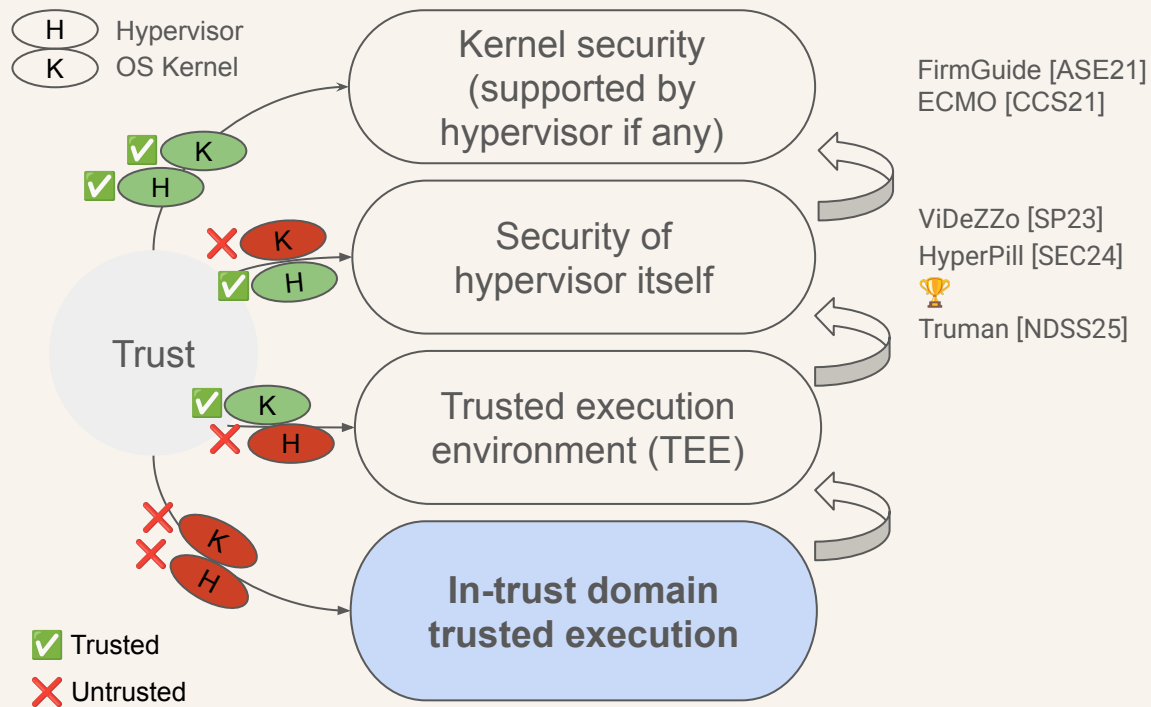 H Hypervisor
K OS Kernel
Kernel security
(supported by
hypervisor if any)
FirmGuide [ASE21]
ECMO [CCS21]
K
H
K
H
Security of
hypervisor itself
ViDeZZo [SP23]
HyperPill [SEC24]
Truman [NDSS25]
Trust
K
H
Trusted execution
environment (TEE)
K
H
In-trust domain
trusted execution
Trusted
Untrusted